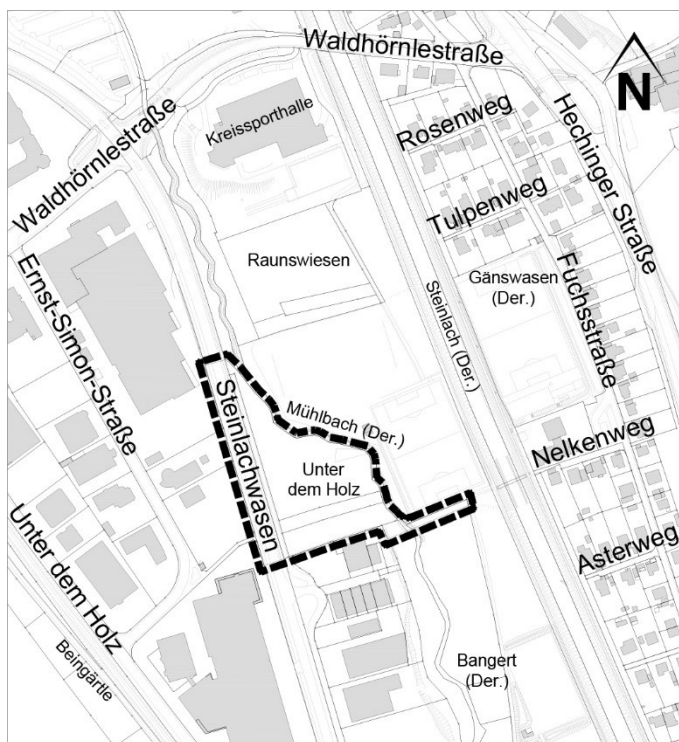 Waldhörnlestraße
N
Kreissporthalle
Rosenweg
Hechinger Straße
Waldhörnlestraße
Tulpenweg
Raunswiesen
Gänswasen
(Der.)
Ernst-Simon-Straße
Steinlach (Der.)
Fuchsstraße
Steinlachwasen
Mühlbach (Der.)
Unter
dem Holz
Nelkenweg
Unter dem Holz
Asterweg
Beingärtle
Bangert
(Der.)